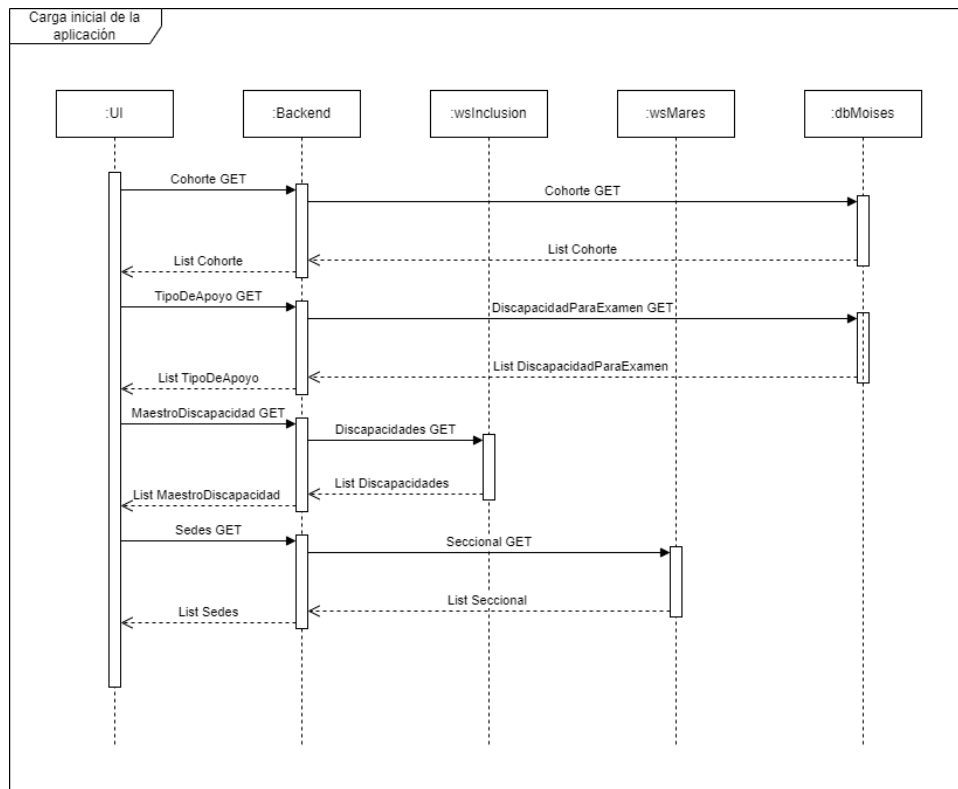 Carga inicial de la
aplicación
:UI
:Backend
:wsInclusion
:wsMares
:dbMoises
Cohorte GET
Cohorte GET
List Cohorte
List Cohorte
TipoDeApoyo GET
DiscapacidadParaExamen GET
List DiscapacidadParaExamen
List TipoDeApoyo
MaestroDiscapacidad GET
Discapacidades GET
List Discapacidades
List MaestroDiscapacidad
Sedes GET
Seccional GET
List Seccional
List Sedes